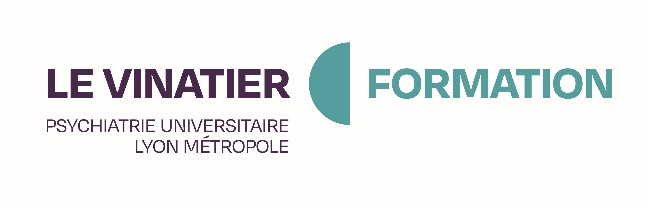 LE VINATIER FORMATION
PSYCHIATRIE UNIVERSITAIRE
LYON MÉTROPOLE